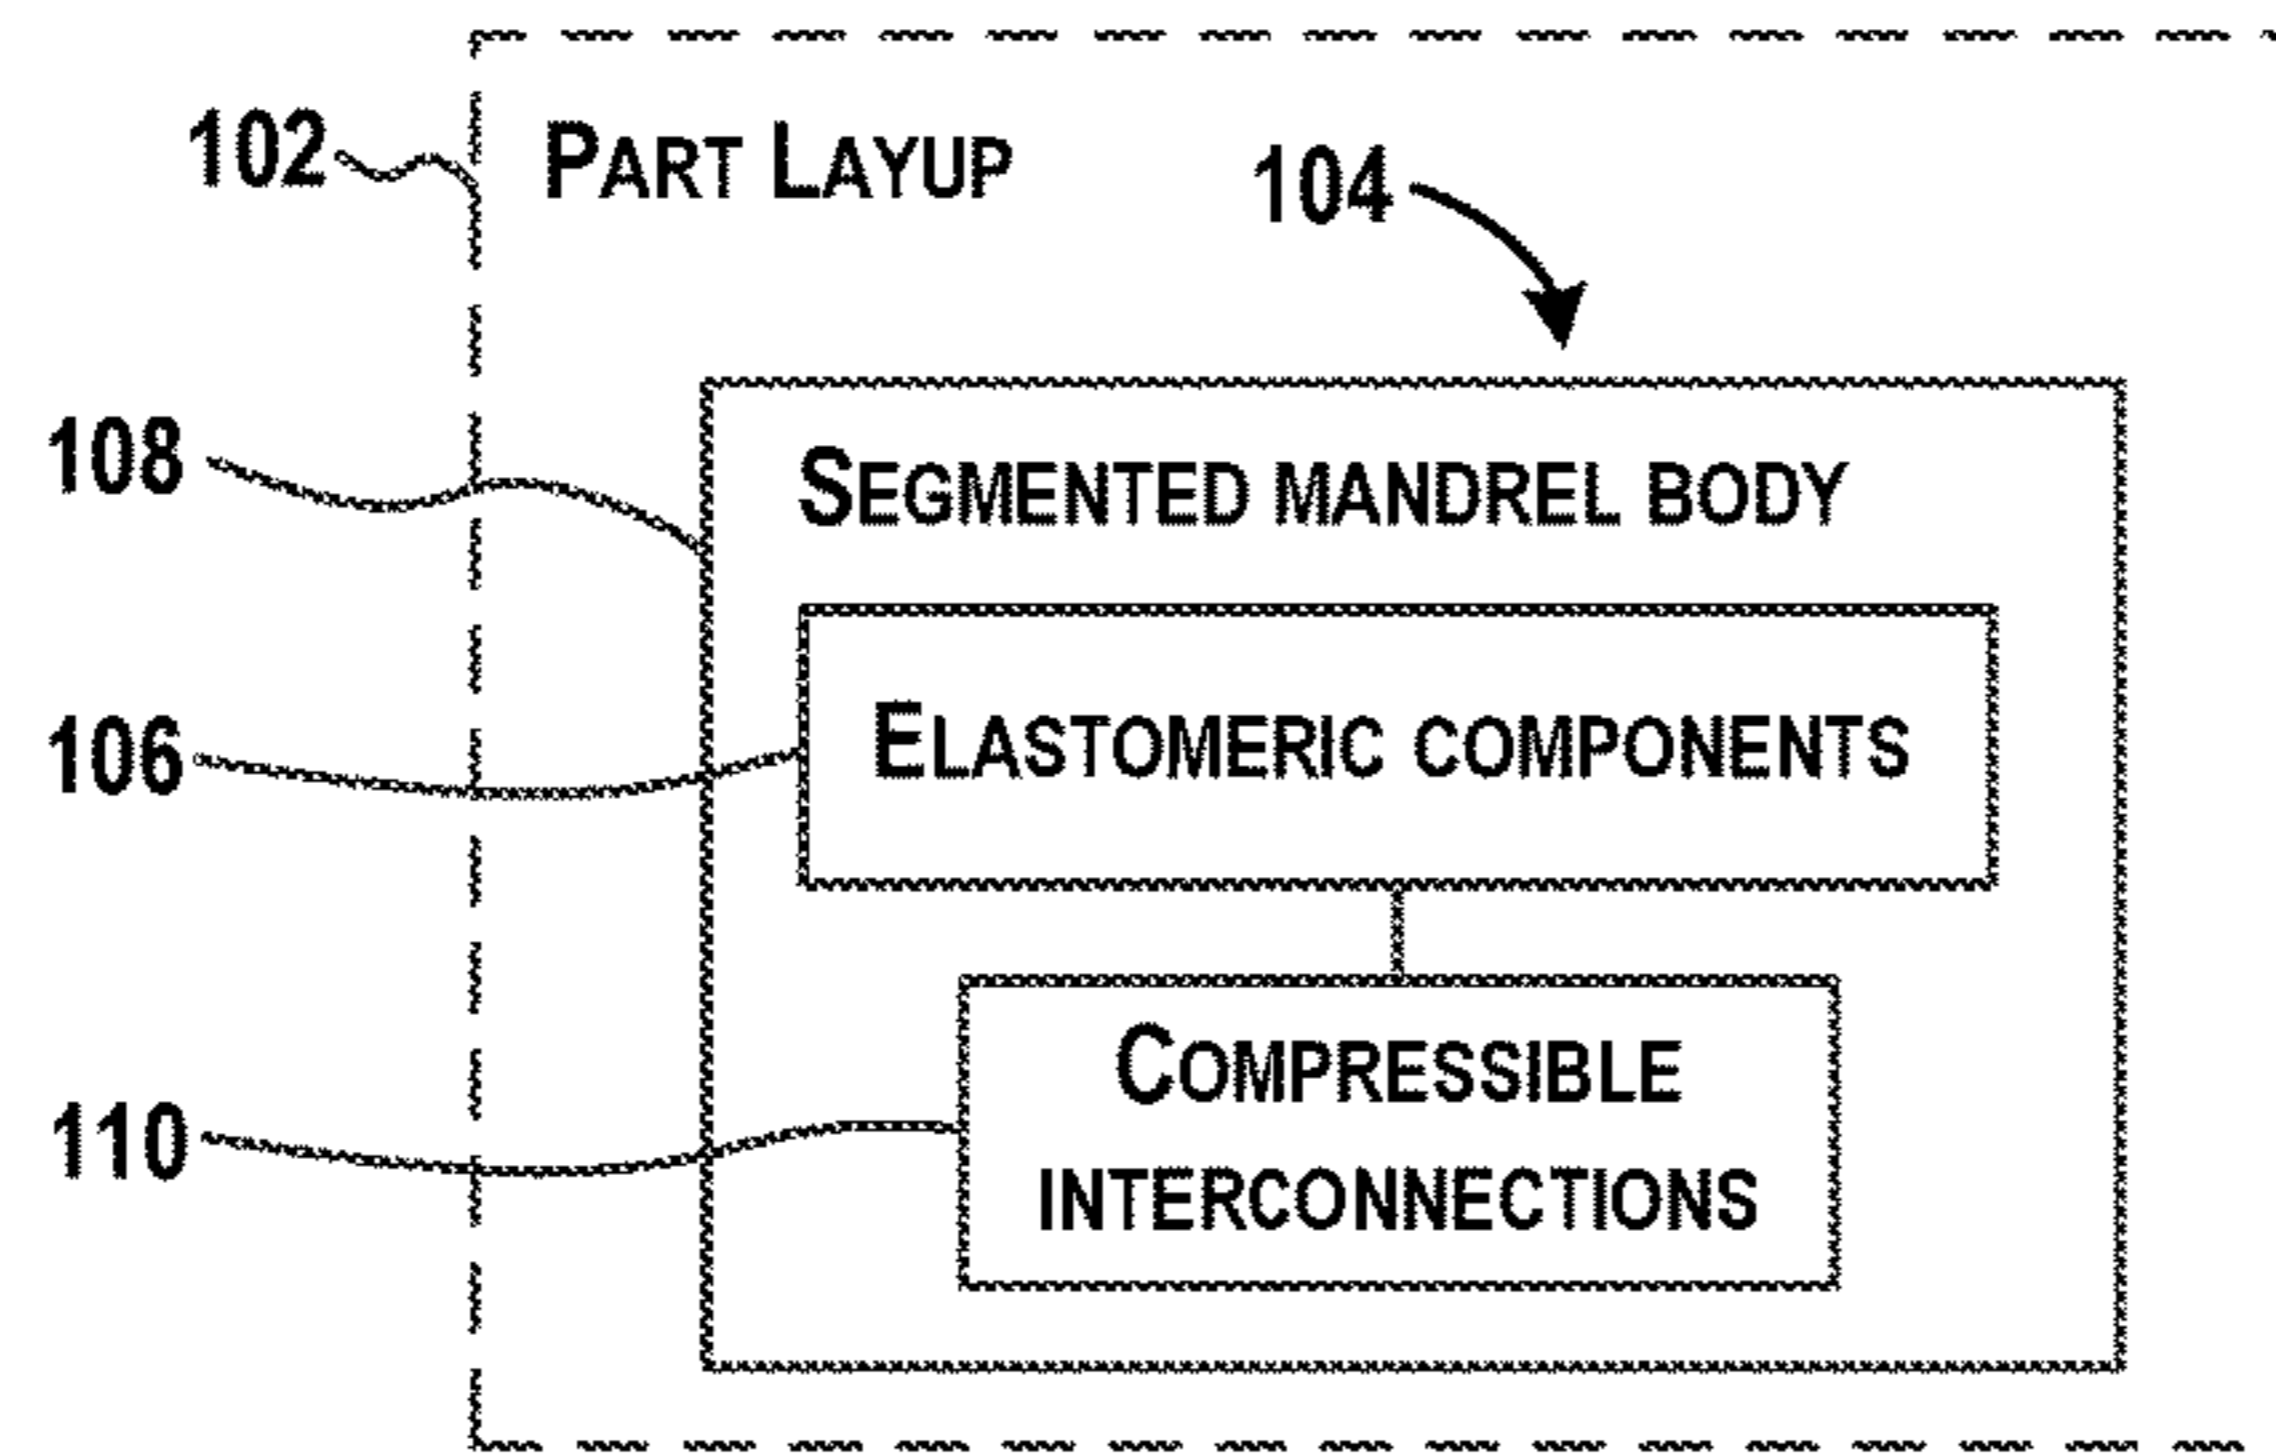 102
PART LAYUP
104
108
SEGMENTED MANDREL BODY
106
ELASTOMERIC COMPONENTS
110
COMPRESSIBLE
INTERCONNECTIONS